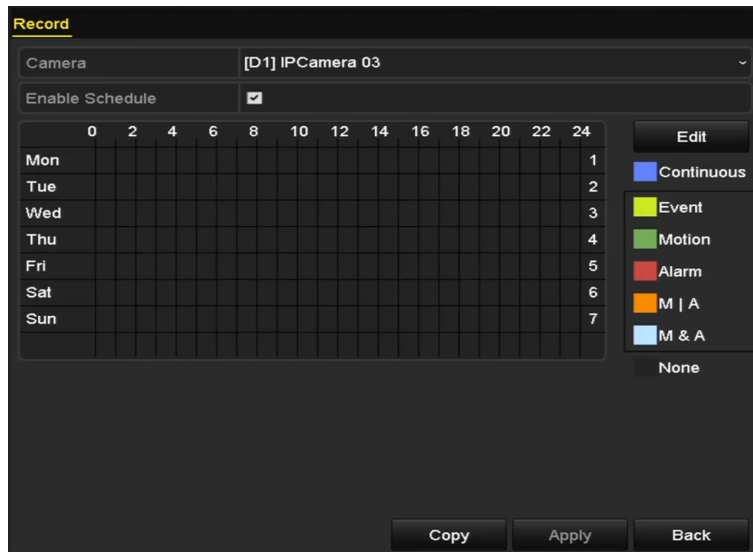 Record
Camera [D1] IPCamera 03
Enable Schedule
0 2 4 6 8 10 12 14 16 18 20 22 24
Mon 1
Tue 2
Wed 3
Thu 4
Fri 5
Sat 6
Sun 7
Edit
Continuous
Event
Motion
Alarm
M | A
M & A
None
Copy Apply Back